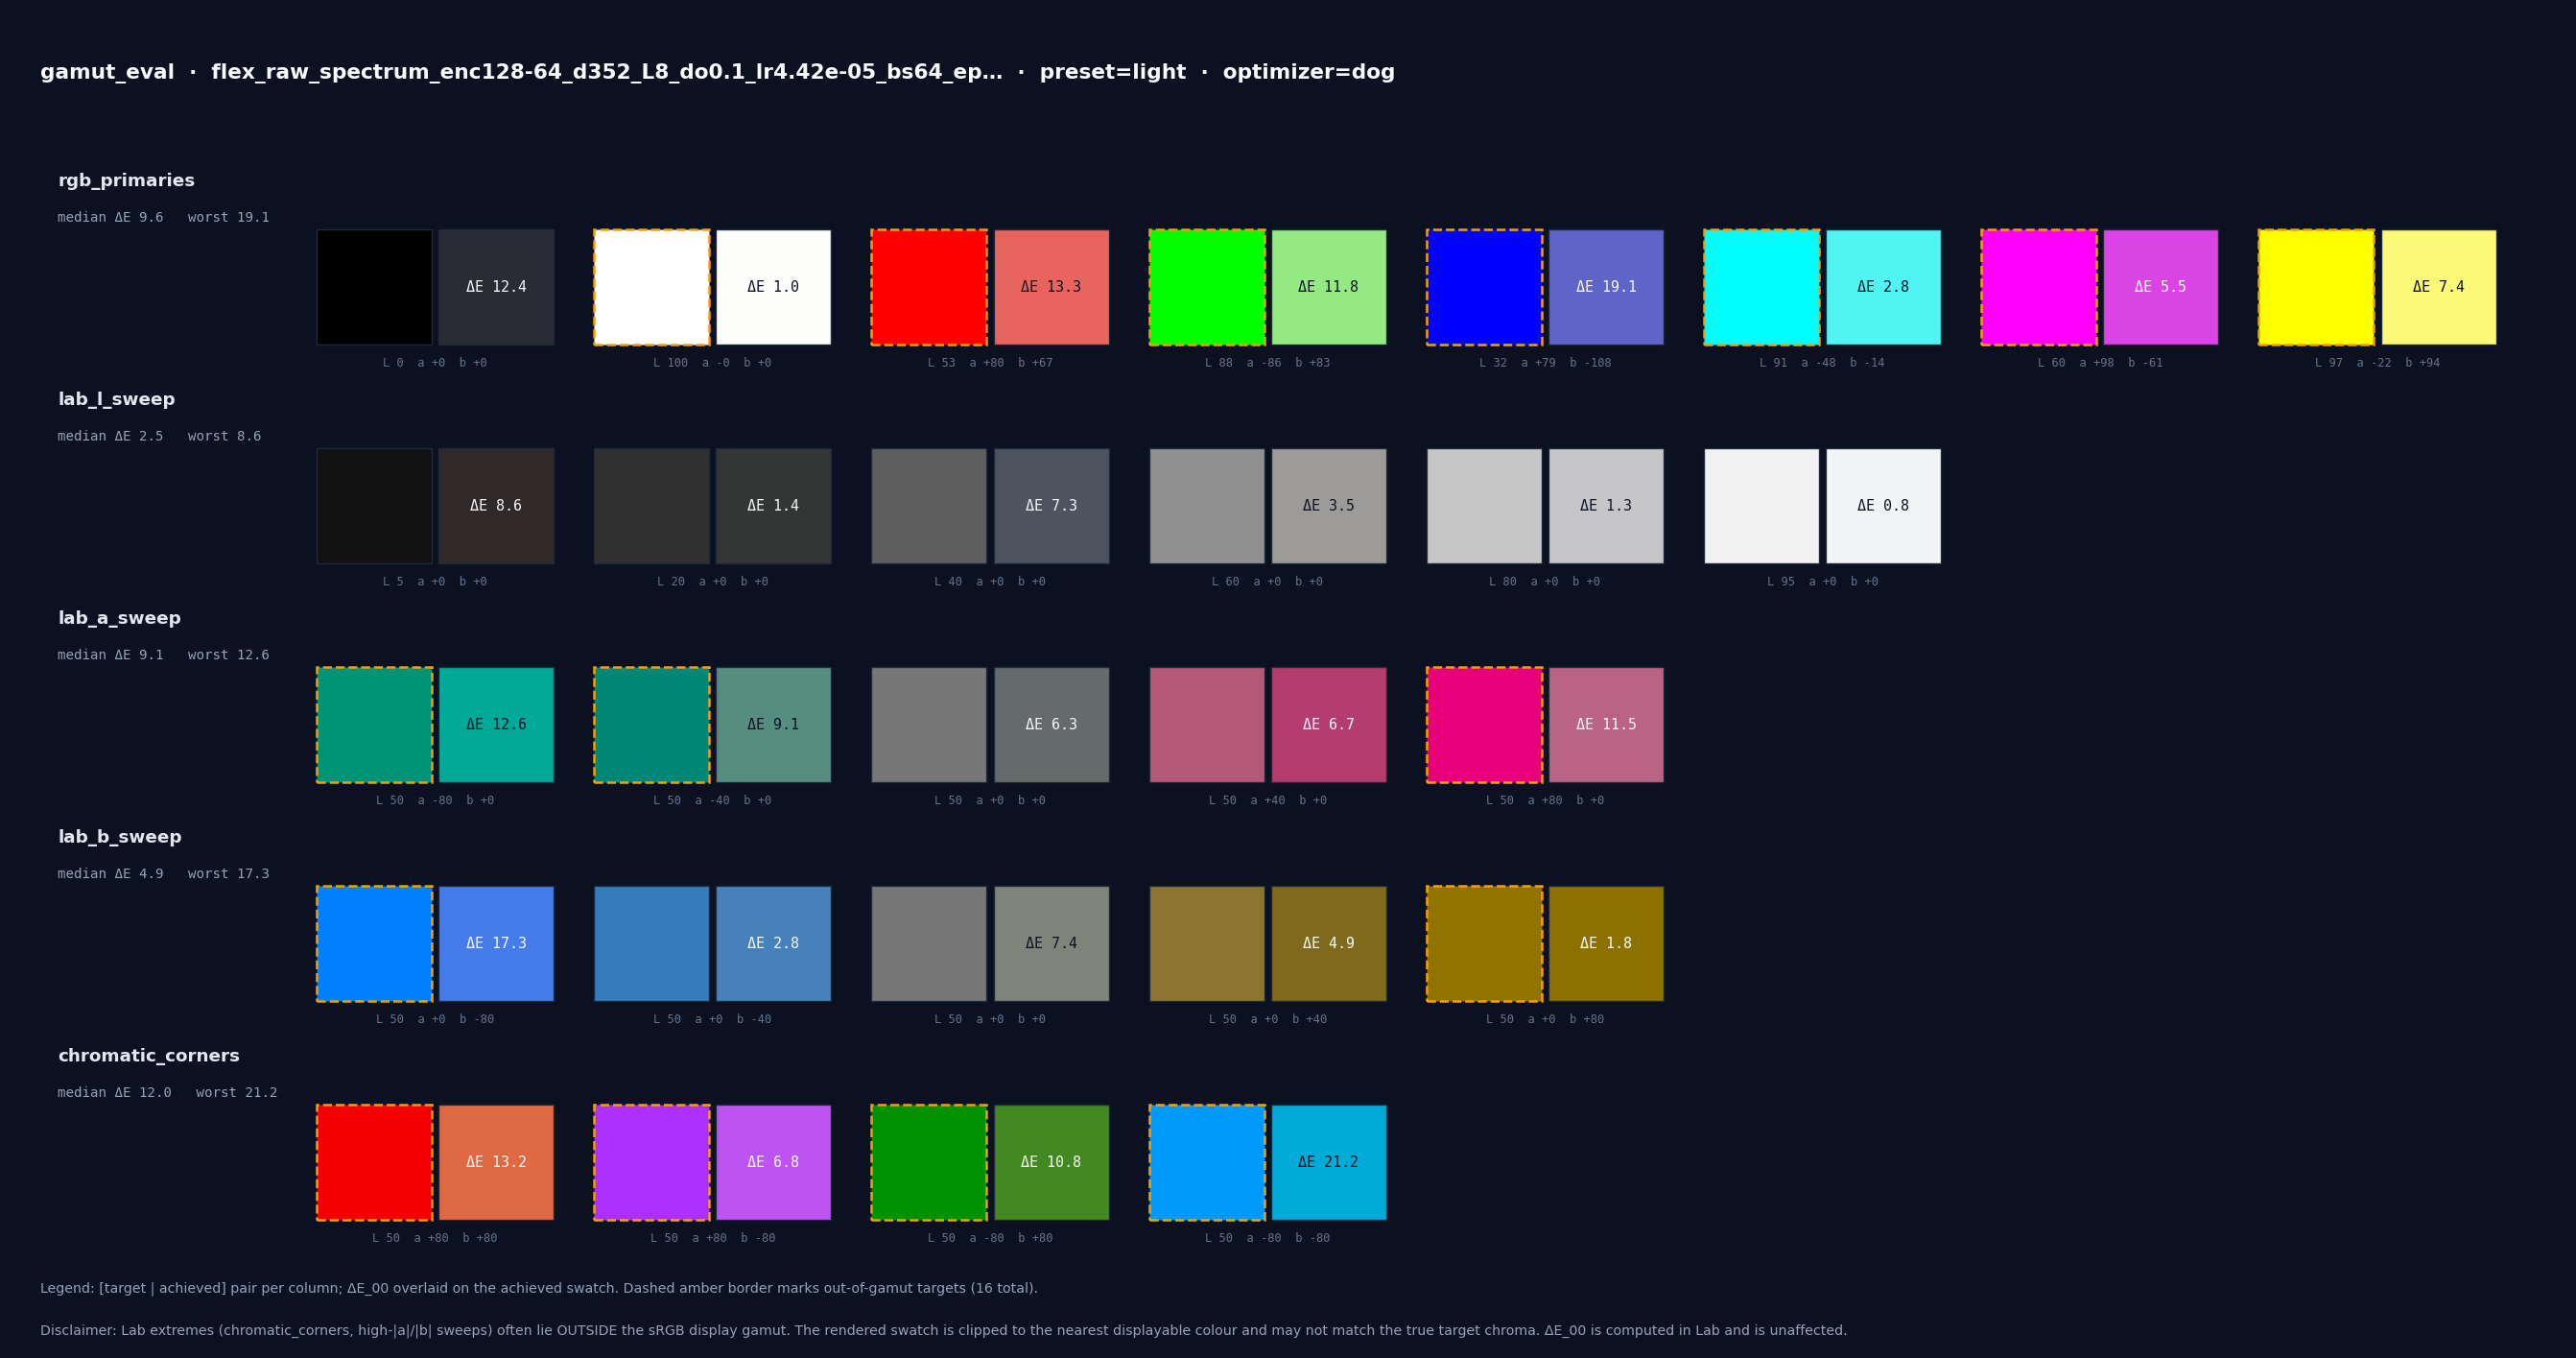 gamut_eval · flex_raw_spectrum_enc128-64_d352_L8_do0.1_lr4.42e-05_bs64_ep… · preset=light · optimizer=dog
rgb_primaries
median ΔE 9.6 worst 19.1
ΔE 12.4 ΔE 1.0 ΔE 13.3 ΔE 11.8 ΔE 19.1 ΔE 2.8 ΔE 5.5 ΔE 7.4
L 0 a +0 b +0 L 100 a -0 b +0 L 53 a +80 b +67 L 88 a -86 b +83 L 32 a +79 b -108 L 91 a -48 b -14 L 60 a +98 b -61 L 97 a -22 b +94
lab_l_sweep
median ΔE 2.5 worst 8.6
ΔE 8.6 ΔE 1.4 ΔE 7.3 ΔE 3.5 ΔE 1.3 ΔE 0.8
L 5 a +0 b +0 L 20 a +0 b +0 L 40 a +0 b +0 L 60 a +0 b +0 L 80 a +0 b +0 L 95 a +0 b +0
lab_a_sweep
median ΔE 9.1 worst 12.6
ΔE 12.6 ΔE 9.1 ΔE 6.3 ΔE 6.7 ΔE 11.5
L 50 a -80 b +0 L 50 a -40 b +0 L 50 a +0 b +0 L 50 a +40 b +0 L 50 a +80 b +0
lab_b_sweep
median ΔE 4.9 worst 17.3
ΔE 17.3 ΔE 2.8 ΔE 7.4 ΔE 4.9 ΔE 1.8
L 50 a +0 b -80 L 50 a +0 b -40 L 50 a +0 b +0 L 50 a +0 b +40 L 50 a +0 b +80
chromatic_corners
median ΔE 12.0 worst 21.2
ΔE 13.2 ΔE 6.8 ΔE 10.8 ΔE 21.2
L 50 a +80 b +80 L 50 a +80 b -80 L 50 a -80 b +80 L 50 a -80 b -80
Legend: [target | achieved] pair per column; ΔE_00 overlaid on the achieved swatch. Dashed amber border marks out-of-gamut targets (16 total).
Disclaimer: Lab extremes (chromatic_corners, high-|a|/|b| sweeps) often lie OUTSIDE the sRGB display gamut. The rendered swatch is clipped to the nearest displayable colour and may not match the true target chroma. ΔE_00 is computed in Lab and is unaffected.